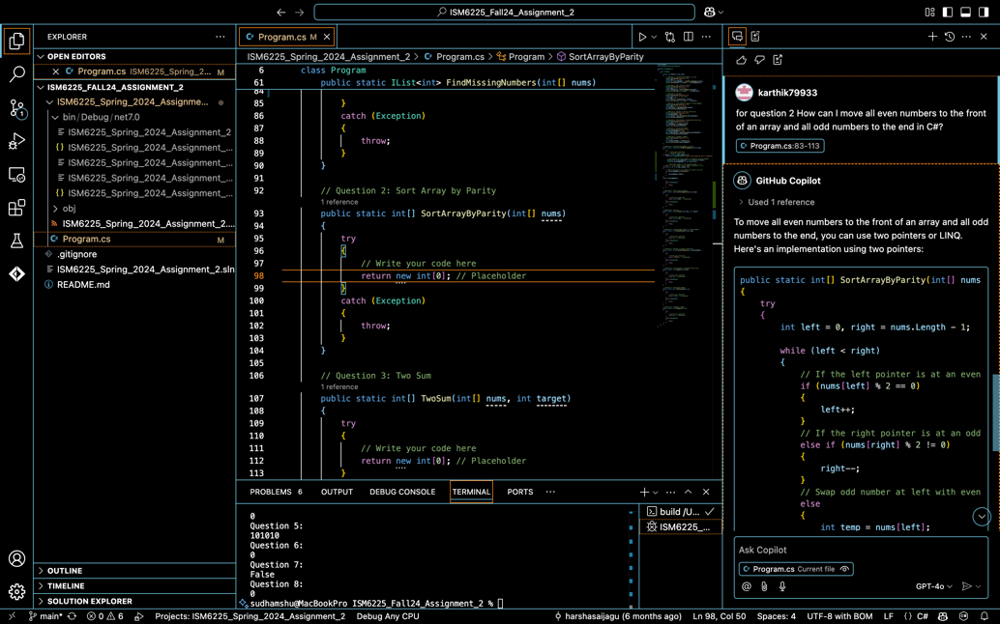 ISM6225_Fall24_Assignment_2
EXPLORER
OPEN EDITORS
Program.cs ISM6225_Spring_2... M
ISM6225_FALL24_ASSIGNMENT_2
ISM6225_Spring_2024_Assignme...
bin/Debug/net7.0
ISM6225_Spring_2024_Assignment_2
{} ISM6225_Spring_2024_Assignment_...
ISM6225_Spring_2024_Assignment_...
ISM6225_Spring_2024_Assignment_...
{} ISM6225_Spring_2024_Assignment_...
obj
ISM6225_Spring_2024_Assignment_2...
Program.cs M
.gitignore
ISM6225_Spring_2024_Assignment_2.sln
README.md
OUTLINE
TIMELINE
SOLUTION EXPLORER
1
Program.cs M
ISM6225_Spring_2024_Assignment_2 > Program.cs > Program > SortArrayByParity
6 class Program
61 public static IList<int> FindMissingNumbers(int[] nums)
84
85 }
86 catch (Exception)
87 {
88 throw;
89 }
90 }
91
92 // Question 2: Sort Array by Parity
1 reference
93 public static int[] SortArrayByParity(int[] nums)
94 {
95 try
96 {
97 // Write your code here
98 return new int[0]; // Placeholder
99 }
100 catch (Exception)
101 {
102 throw;
103 }
104 }
105
106 // Question 3: Two Sum
1 reference
107 public static int[] TwoSum(int[] nums, int target)
108 {
109 try
110 {
111 // Write your code here
112 return new int[0]; // Placeholder
113 }
PROBLEMS 6 OUTPUT DEBUG CONSOLE TERMINAL PORTS
0
Question 5:
101010
Question 6:
0
Question 7:
False
Question 8:
0
sudhamshu@MacBookPro ISM6225_Fall24_Assignment_2 %
build /U...
ISM6225_...
karthik79933
for question 2 How can I move all even numbers to the front
of an array and all odd numbers to the end in C#?
Program.cs:83-113
GitHub Copilot
Used 1 reference
To move all even numbers to the front of an array and all odd
numbers to the end, you can use two pointers or LINQ.
Here's an implementation using two pointers:
public static int[] SortArrayByParity(int[] nums
{
try
{
int left = 0, right = nums.Length - 1;
while (left < right)
{
// If the left pointer is at an even
if (nums[left] % 2 == 0)
{
left++;
}
// If the right pointer is at an odd
else if (nums[right] % 2 != 0)
{
right--;
}
// Swap odd number at left with even
else
{
int temp = nums[left];
Ask Copilot
Program.cs Current file
GPT-4o
main* 0 6 Projects: ISM6225_Spring_2024_Assignment_2 Debug Any CPU harshasaijagu (6 months ago) Ln 98, Col 50 Spaces: 4 UTF-8 with BOM LF {} C#